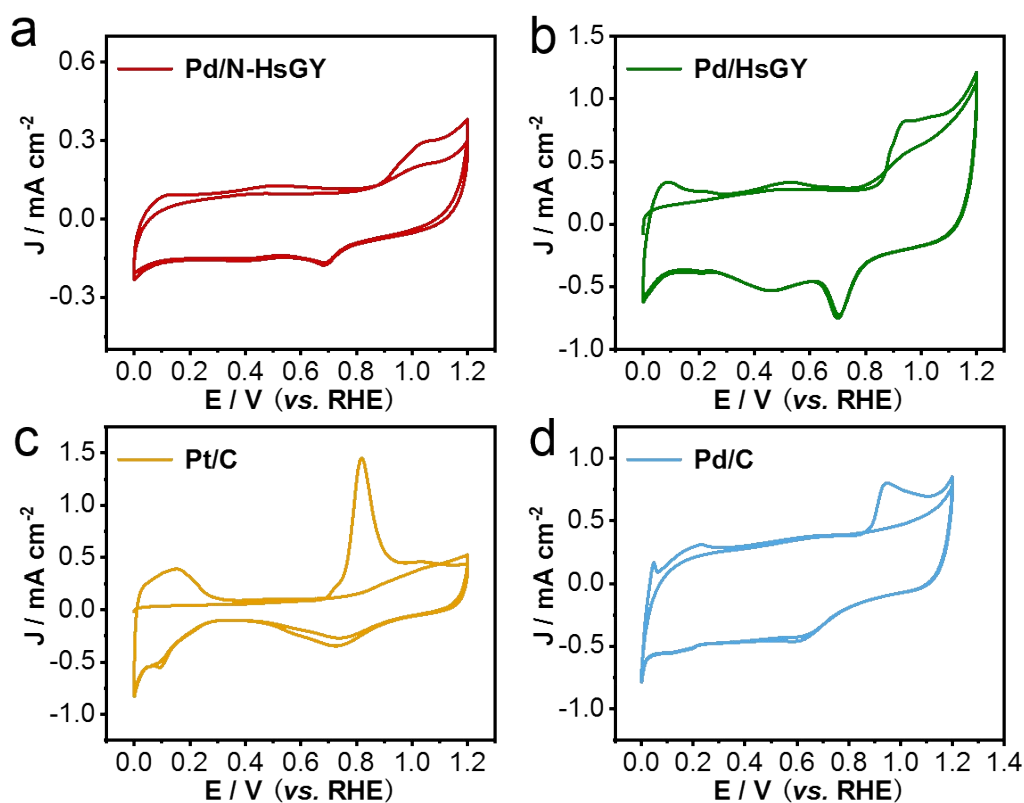 a
Pd/N-HsGY
0.6
0.3
0.0
-0.3
J / mA cm⁻²
0.0 0.2 0.4 0.6 0.8 1.0 1.2
E / V (vs. RHE)
b
Pd/HsGY
1.5
1.0
0.5
0.0
-0.5
-1.0
J / mA cm⁻²
0.0 0.2 0.4 0.6 0.8 1.0 1.2
E / V (vs. RHE)
c
Pt/C
1.5
1.0
0.5
0.0
-0.5
-1.0
J / mA cm⁻²
0.0 0.2 0.4 0.6 0.8 1.0 1.2
E / V (vs. RHE)
d
Pd/C
1.0
0.5
0.0
-0.5
-1.0
J / mA cm⁻²
0.0 0.2 0.4 0.6 0.8 1.0 1.2 1.4
E / V (vs. RHE)